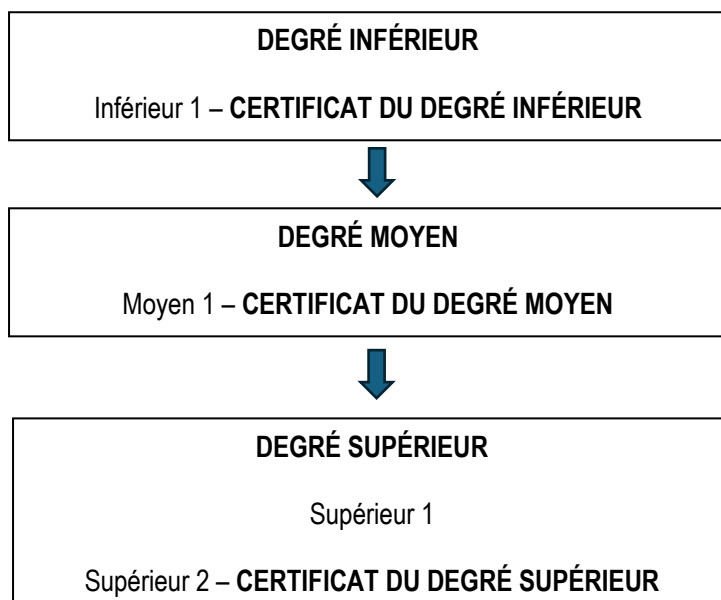 DEGRÉ INFÉRIEUR
Inférieur 1 – CERTIFICAT DU DEGRÉ INFÉRIEUR
DEGRÉ MOYEN
Moyen 1 – CERTIFICAT DU DEGRÉ MOYEN
DEGRÉ SUPÉRIEUR
Supérieur 1
Supérieur 2 – CERTIFICAT DU DEGRÉ SUPÉRIEUR